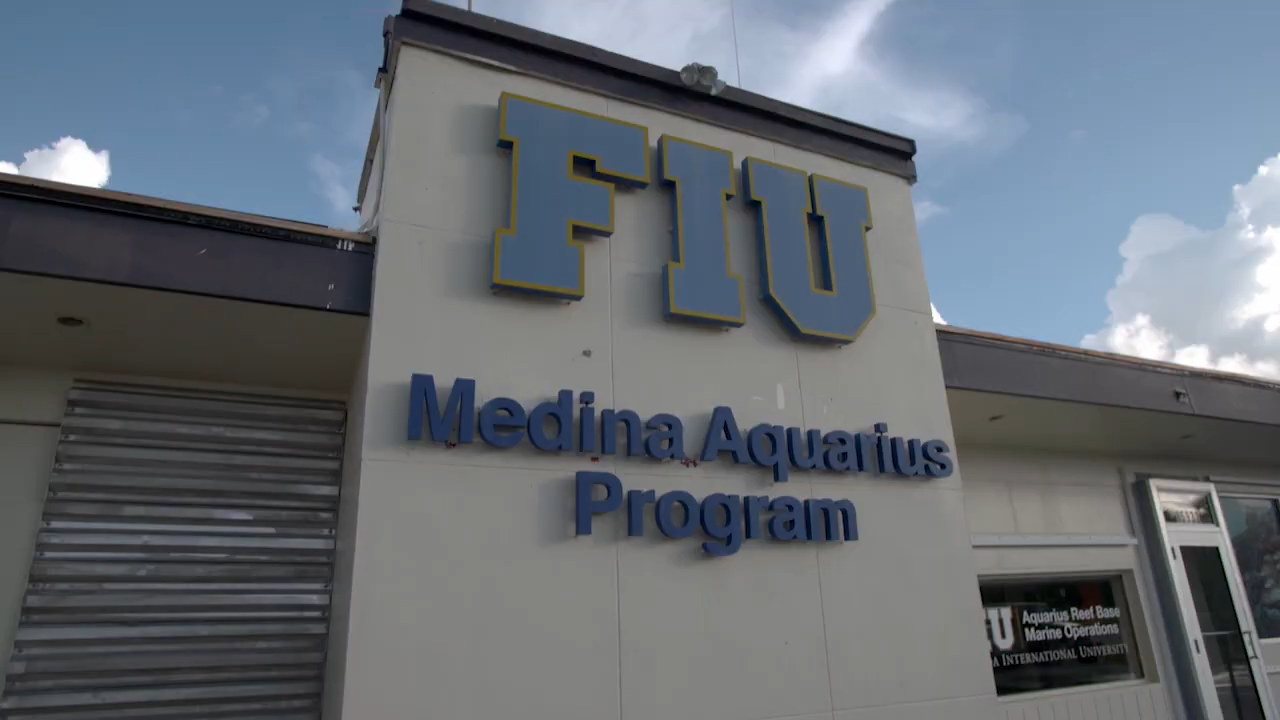 FIU
Medina Aquarius
Program
U Aquarius Reef Base
Marine Operations
A INTERNATIONAL UNIVERSITY